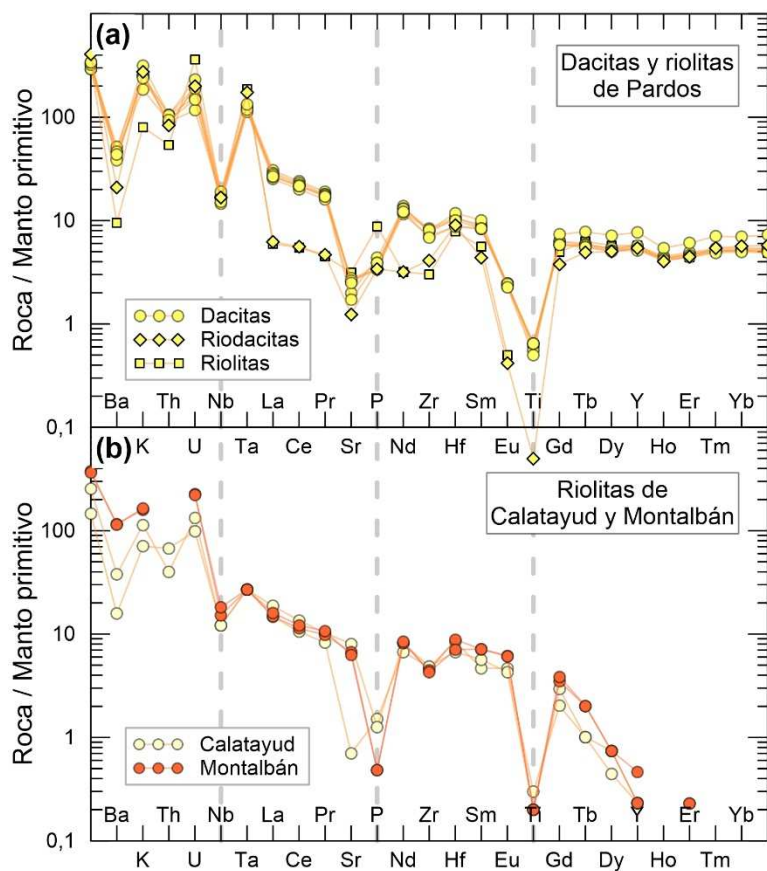 (a)
Dacitas y riolitas
de Pardos
Roca / Manto primitivo
100
10
1
0,1
Dacitas
Riodacitas
Riolitas
Ba Th Nb La Pr P Zr Sm Ti Tb Y Er Yb
K U Ta Ce Sr Nd Hf Eu Gd Dy Ho Tm
(b)
Riolitas de
Calatayud y Montalbán
Roca / Manto primitivo
100
10
1
0,1
Calatayud
Montalbán
Ba Th Nb La Pr P Zr Sm Ti Tb Y Er Yb
K U Ta Ce Sr Nd Hf Eu Gd Dy Ho Tm